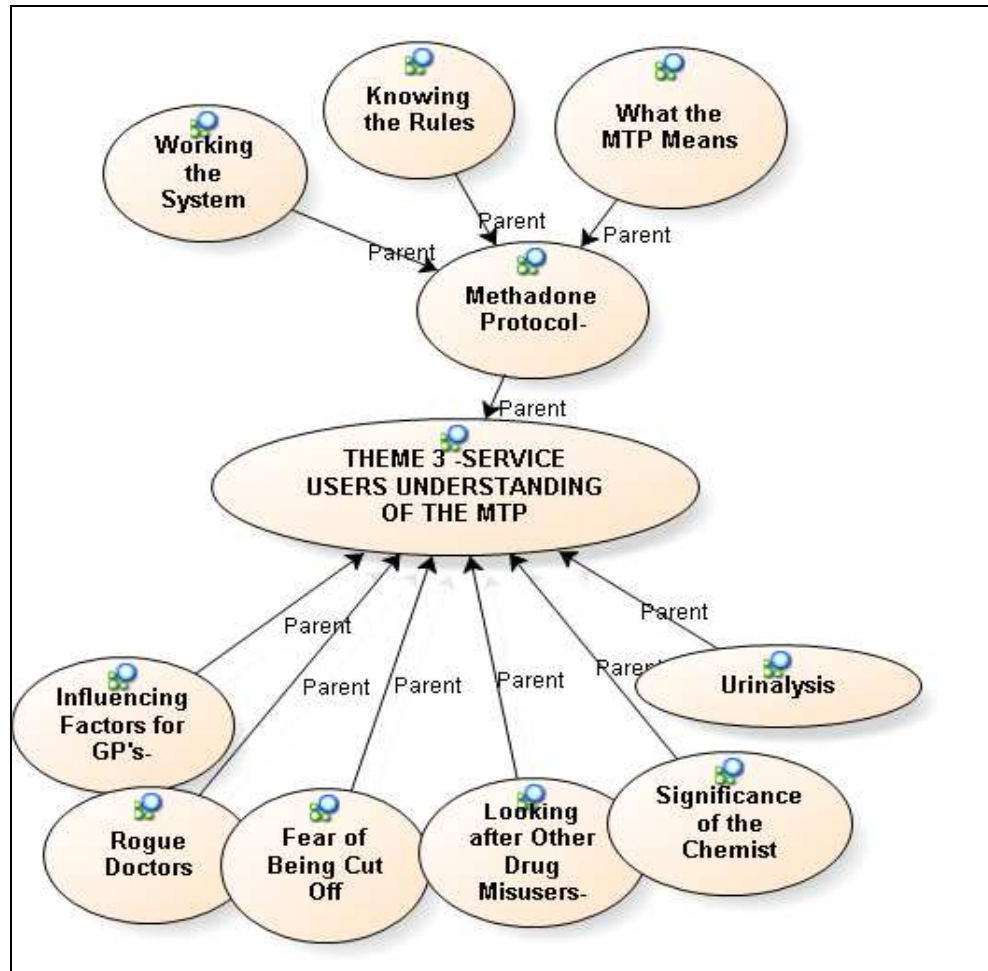 Knowing
the Rules
What the
MTP Means
Working
the
System
Parent
Parent
Parent
Methadone
Protocol-
Parent
THEME 3 -SERVICE
USERS UNDERSTANDING
OF THE MTP
Parent
Parent
Parent
Parent
Parent
Parent
Urinalysis
Influencing
Factors for
GP's-
Rogue
Doctors
Fear of
Being Cut
Off
Looking
after Other
Drug
Misusers-
Significance
of the
Chemist